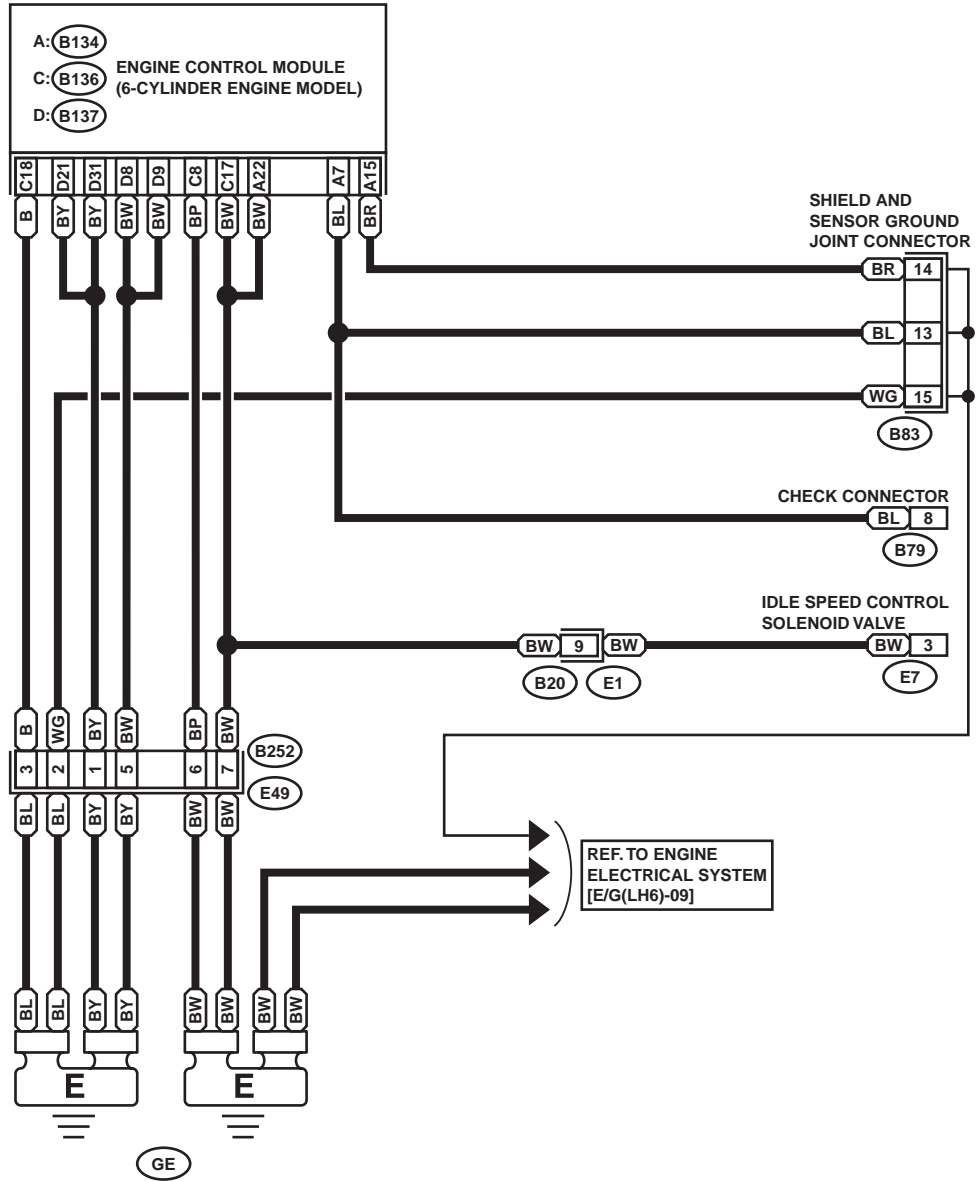 A: B134
C: B136
D: B137
ENGINE CONTROL MODULE
(6-CYLINDER ENGINE MODEL)
C18 D21 D31 D8 D9 C8 C17 A22 A7 A15
B BY BY BW BW BP BW BW BL BR
SHIELD AND
SENSOR GROUND
JOINT CONNECTOR
BR 14
BL 13
WG 15
B83
CHECK CONNECTOR
BL 8
B79
IDLE SPEED CONTROL
SOLENOID VALVE
BW 9 BW
BW 3
B20 E1
E7
B WG BY BW BP BW
3 2 1 5 6 7
B252
E49
BL BL BY BY BW BW
REF. TO ENGINE
ELECTRICAL SYSTEM
[E/G(LH6)-09]
BL BL BY BY BW BW BW BW
E E
GE